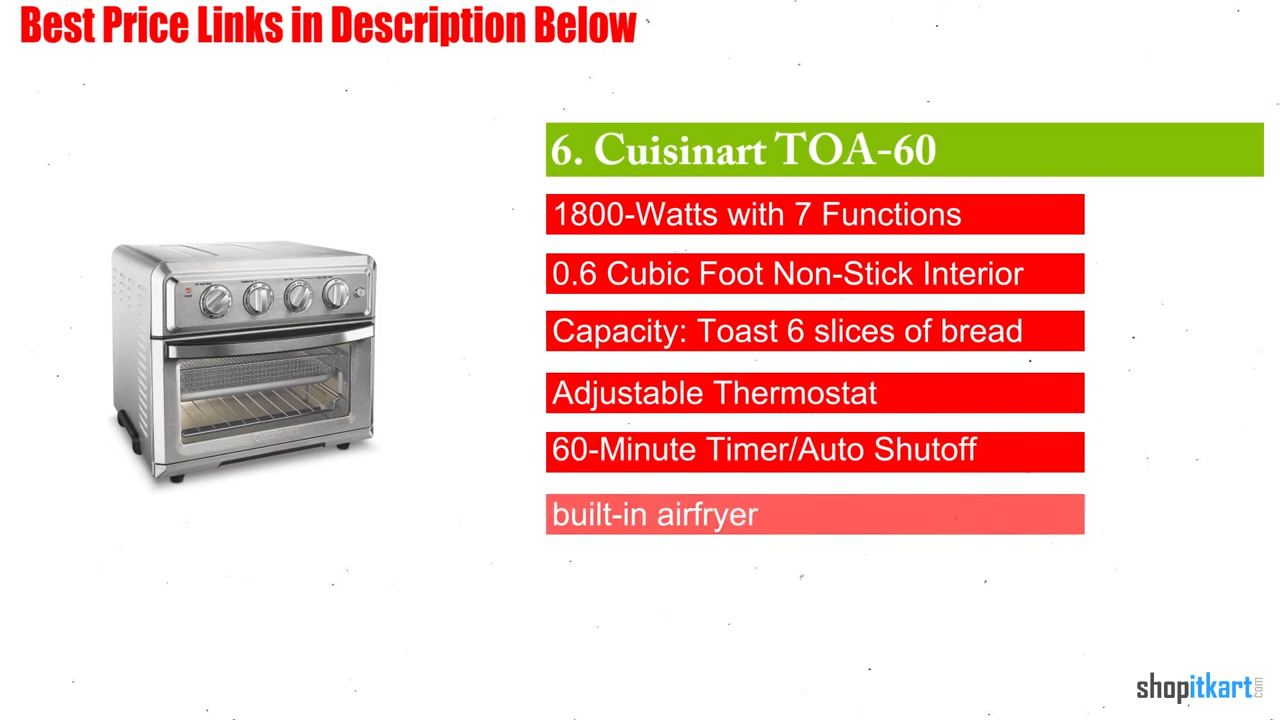 Best Price Links in Description Below
6. Cuisinart TOA-60
1800-Watts with 7 Functions
0.6 Cubic Foot Non-Stick Interior
Capacity: Toast 6 slices of bread
Adjustable Thermostat
60-Minute Timer/Auto Shutoff
built-in airfryer
Cuisinart
shopitkart.com